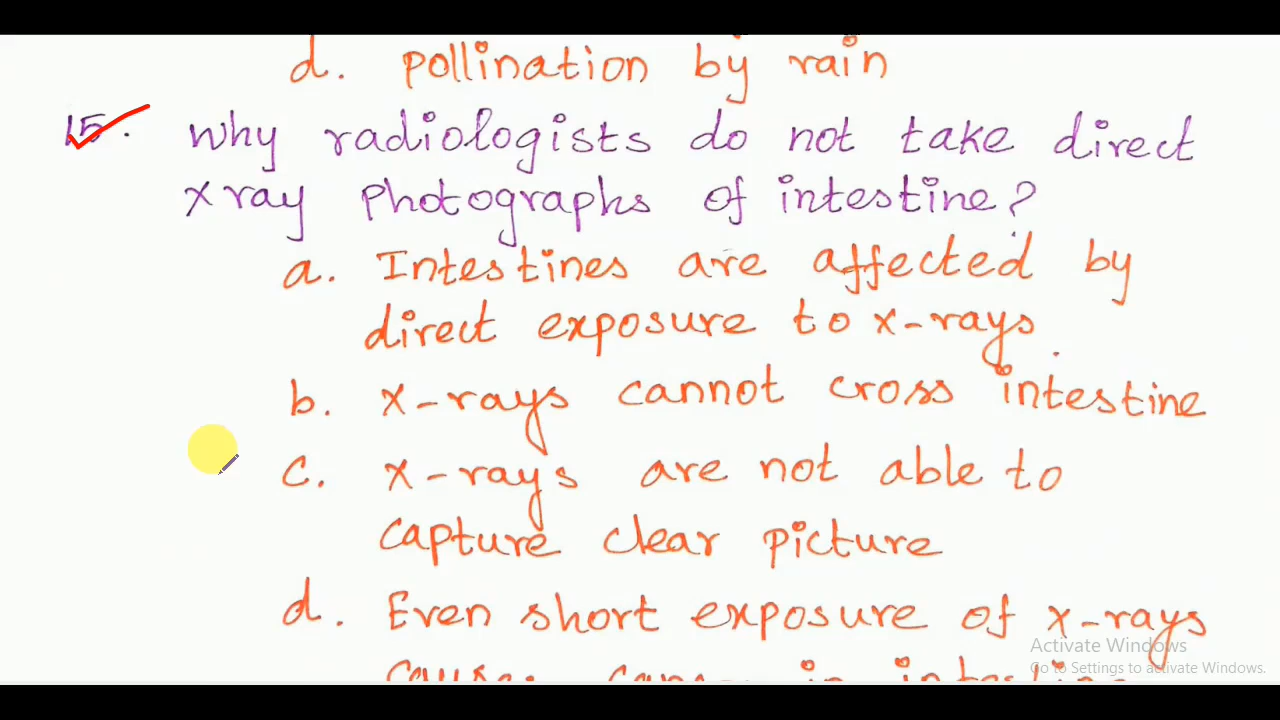 d. pollination by rain
15. Why radiologists do not take direct
x ray photographs of intestine?
a. Intestines are affected by
direct exposure to x-rays.
b. x-rays cannot cross intestine
c. x-rays are not able to
capture clear picture
d. Even short exposure of x-rays
Activate Windows
Go to Settings to activate Windows.